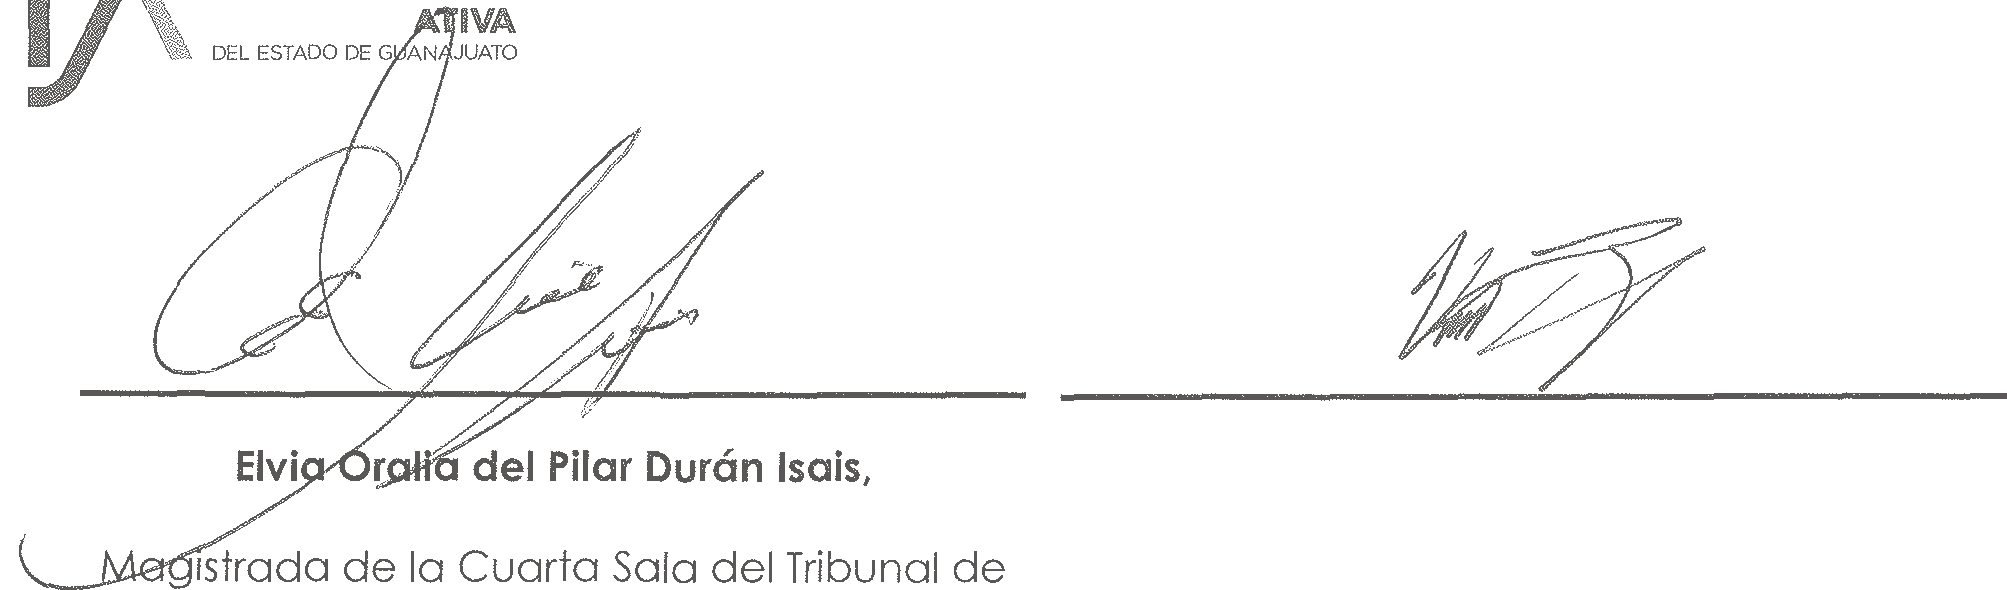 ATIVA
DEL ESTADO DE GUANAJUATO
Elvia Oralia del Pilar Durán Isais,
Magistrada de la Cuarta Sala del Tribunal de